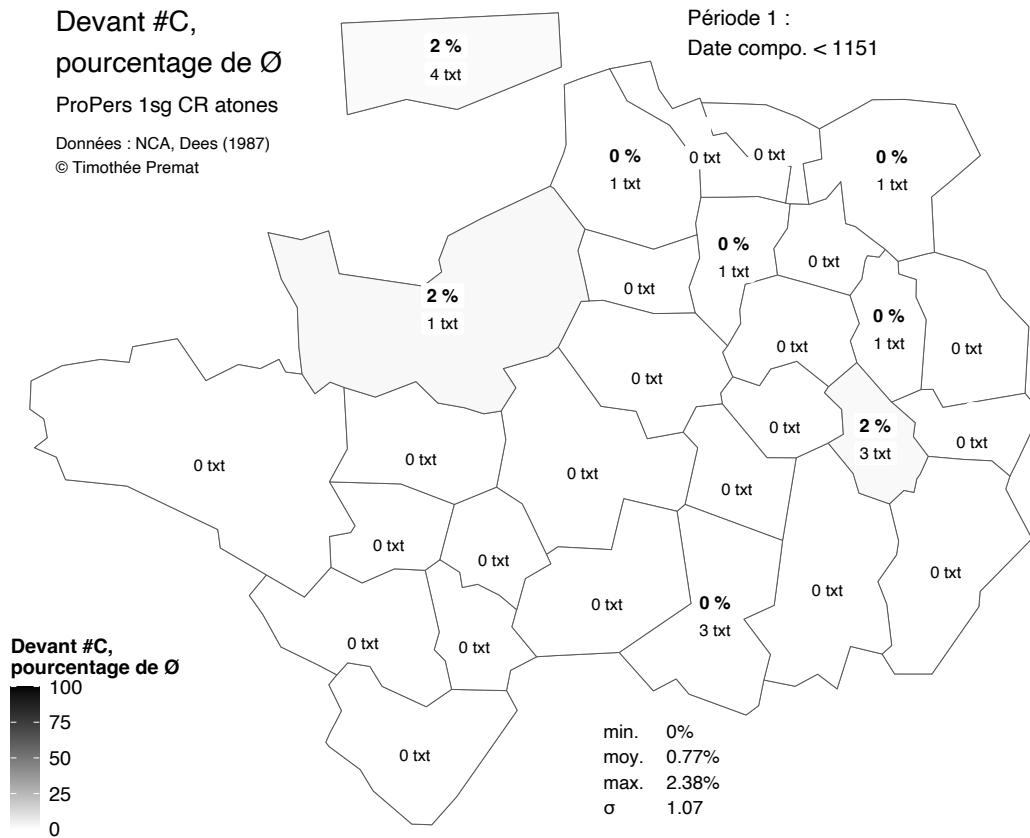 Devant #C,
pourcentage de Ø
ProPers 1sg CR atones
Données : NCA, Dees (1987)
© Timothée Premat
Période 1 :
Date compo. < 1151
2 %
4 txt
0 %
1 txt
0 txt
0 txt
0 %
1 txt
0 %
1 txt
0 txt
0 txt
2 %
1 txt
0 %
1 txt
0 txt
0 txt
0 txt
0 txt
2 %
3 txt
0 txt
0 txt
0 txt
0 txt
0 txt
0 txt
0 txt
0 txt
0 txt
0 txt
0 %
3 txt
0 txt
0 txt
0 txt
0 txt
Devant #C,
pourcentage de Ø
100
75
50
25
0
min. 0%
moy. 0.77%
max. 2.38%
σ 1.07